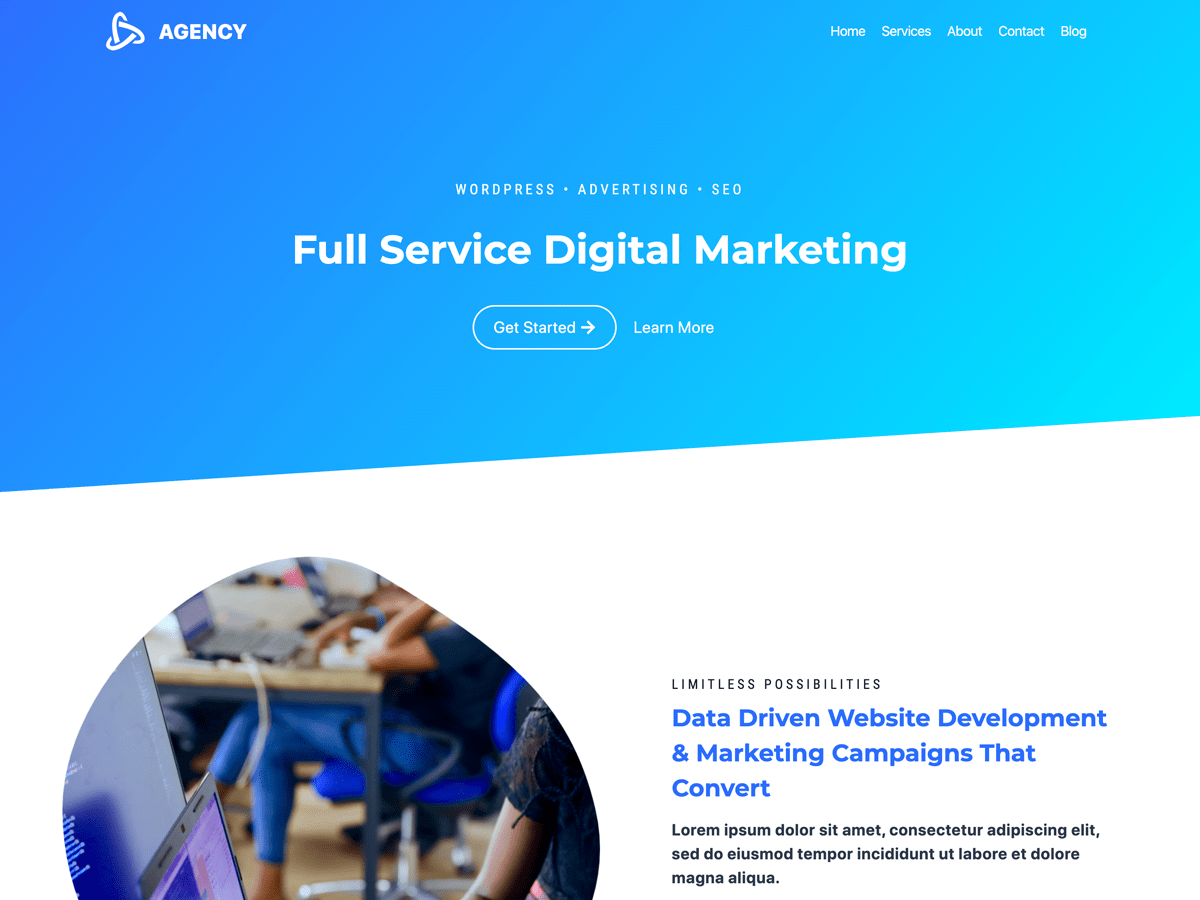 AGENCY
Home Services About Contact Blog
WORDPRESS • ADVERTISING • SEO
Full Service Digital Marketing
Get Started → Learn More
LIMITLESS POSSIBILITIES
Data Driven Website Development
& Marketing Campaigns That
Convert
Lorem ipsum dolor sit amet, consectetur adipiscing elit,
sed do eiusmod tempor incididunt ut labore et dolore
magna aliqua.